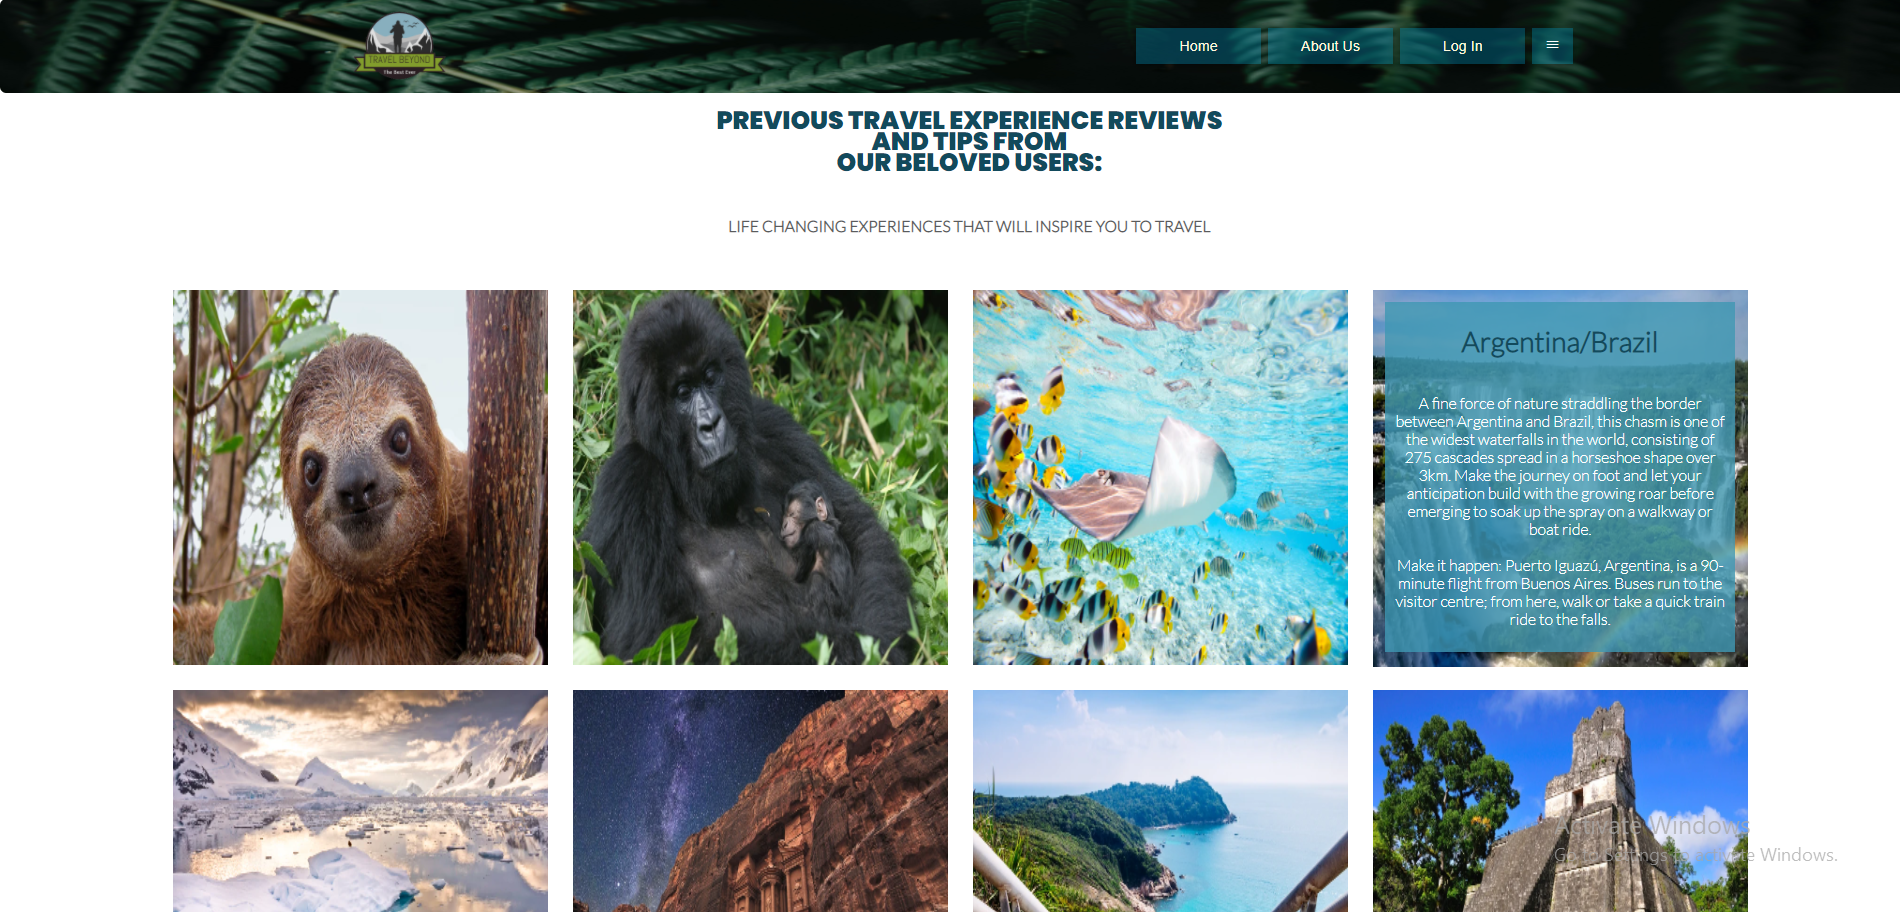 TRAVEL BEYOND
The Best Ever
Home
About Us
Log In
PREVIOUS TRAVEL EXPERIENCE REVIEWS
AND TIPS FROM
OUR BELOVED USERS:
LIFE CHANGING EXPERIENCES THAT WILL INSPIRE YOU TO TRAVEL
Argentina/Brazil
A fine force of nature straddling the border
between Argentina and Brazil, this chasm is one of
the widest waterfalls in the world, consisting of
275 cascades spread in a horseshoe shape over
3km. Make the journey on foot and let your
anticipation build with the growing roar before
emerging to soak up the spray on a walkway or
boat ride.
Make it happen: Puerto Iguazú, Argentina, is a 90-
minute flight from Buenos Aires. Buses run to the
visitor centre; from here, walk or take a quick train
ride to the falls.
Activate Windows
Go to Settings to activate Windows.